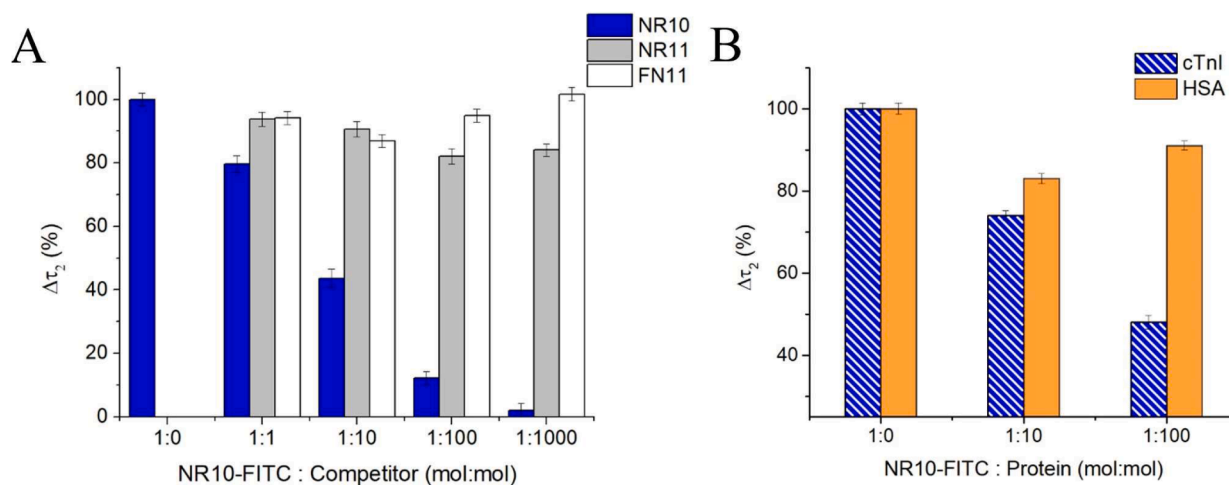 A
NR10
NR11
FN11
100
80
60
40
20
0
Δτ₂ (%)
1:0
1:1
1:10
1:100
1:1000
NR10-FITC : Competitor (mol:mol)
B
cTnI
HSA
100
80
60
40
Δτ₂ (%)
1:0
1:10
1:100
NR10-FITC : Protein (mol:mol)